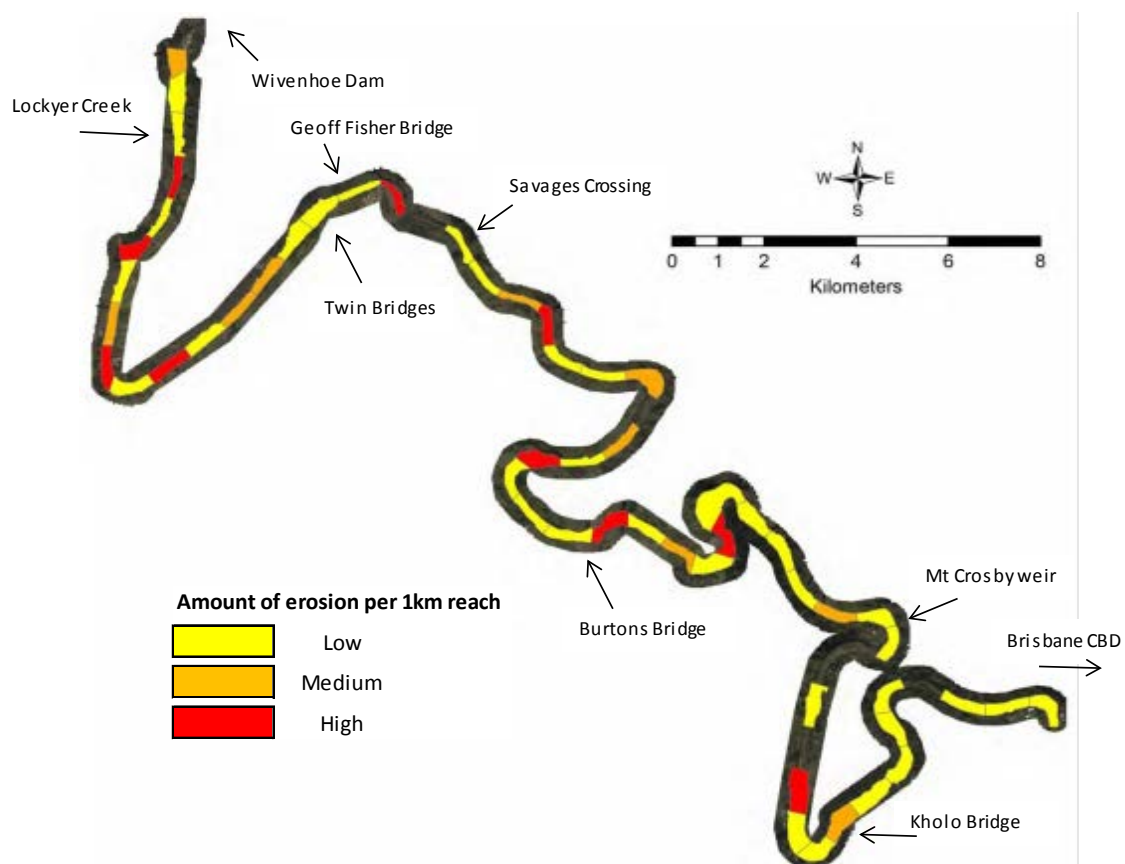 Wivenhoe Dam
Lockyer Creek
Geoff Fisher Bridge
Savages Crossing
Twin Bridges
N
W E
S
0 1 2 4 6 8
Kilometers
Amount of erosion per 1km reach
Low
Medium
High
Burtons Bridge
Mt Crosby weir
Brisbane CBD
Kholo Bridge